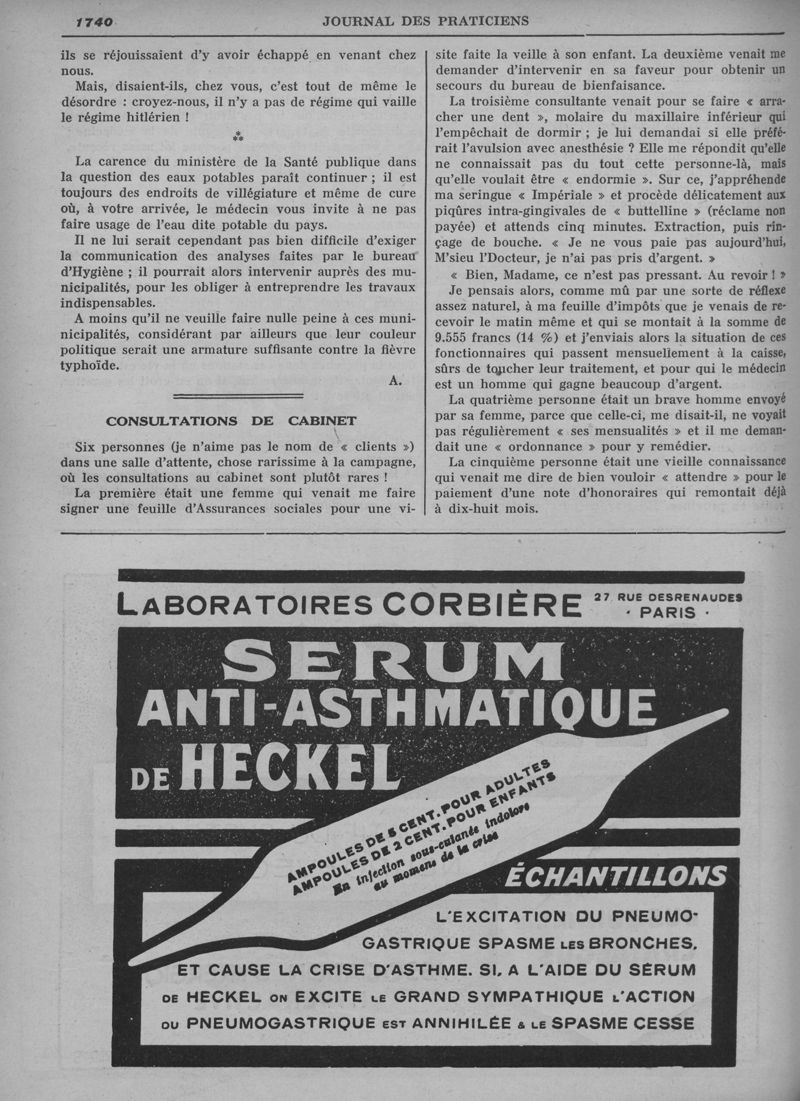 1740
JOURNAL DES PRATICIENS
ils se réjouissaient d'y avoir échappé en venant chez
nous.
Mais, disaient-ils, chez vous, c'est tout de même le
désordre : croyez-nous, il n'y a pas de régime qui vaille
le régime hitlérien !
***
La carence du ministère de la Santé publique dans
la question des eaux potables paraît continuer ; il est
toujours des endroits de villégiature et même de cure
où, à votre arrivée, le médecin vous invite à ne pas
faire usage de l'eau dite potable du pays.
Il ne lui serait cependant pas bien difficile d'exiger
la communication des analyses faites par le bureau
d'Hygiène ; il pourrait alors intervenir auprès des mu-
nicipalités, pour les obliger à entreprendre les travaux
indispensables.
A moins qu'il ne veuille faire nulle peine à ces muni-
nicipalités, considérant par ailleurs que leur couleur
politique serait une armature suffisante contre la fièvre
typhoïde.
A.
CONSULTATIONS DE CABINET
Six personnes (je n'aime pas le nom de « clients »)
dans une salle d'attente, chose rarissime à la campagne,
où les consultations au cabinet sont plutôt rares !
La première était une femme qui venait me faire
signer une feuille d'Assurances sociales pour une vi-
site faite la veille à son enfant. La deuxième venait me
demander d'intervenir en sa faveur pour obtenir un
secours du bureau de bienfaisance.
La troisième consultante venait pour se faire « arra-
cher une dent », molaire du maxillaire inférieur qui
l'empêchait de dormir ; je lui demandai si elle préfé-
rait l'avulsion avec anesthésie ? Elle me répondit qu'elle
ne connaissait pas du tout cette personne-là, mais
qu'elle voulait être « endormie ». Sur ce, j'appréhende
ma seringue « Impériale » et procède délicatement aux
piqûres intra-gingivales de « buttelline » (réclame non
payée) et attends cinq minutes. Extraction, puis rin-
çage de bouche. « Je ne vous paie pas aujourd'hui,
M'sieu l'Docteur, je n'ai pas pris d'argent. »
« Bien, Madame, ce n'est pas pressant. Au revoir ! »
Je pensais alors, comme mû par une sorte de réflexe
assez naturel, à ma feuille d'impôts que je venais de re-
cevoir le matin même et qui se montait à la somme de
9.555 francs (14 %) et j'enviais alors la situation de ces
fonctionnaires qui passent mensuellement à la caisse,
sûrs de toucher leur traitement, et pour qui le médecin
est un homme qui gagne beaucoup d'argent.
La quatrième personne était un brave homme envoyé
par sa femme, parce que celle-ci, me disait-il, ne voyait
pas régulièrement « ses mensualités » et il me deman-
dait une « ordonnance » pour y remédier.
La cinquième personne était une vieille connaissance
qui venait me dire de bien vouloir « attendre » pour le
paiement d'une note d'honoraires qui remontait déjà
à dix-huit mois.
LABORATOIRES CORBIÈRE
27 RUE DESRENAUDES
· PARIS ·
SERUM
ANTI-ASTHMATIQUE
DE HECKEL
AMPOULES DE 5 CENT. POUR ADULTES
AMPOULES DE 2 CENT. POUR ENFANTS
En injection sous-cutanée indolore
au moment de la crise
ÉCHANTILLONS
L'EXCITATION DU PNEUMO-
GASTRIQUE SPASME LES BRONCHES,
ET CAUSE LA CRISE D'ASTHME. SI, A L'AIDE DU SÉRUM
DE HECKEL ON EXCITE LE GRAND SYMPATHIQUE L'ACTION
DU PNEUMOGASTRIQUE EST ANNIHILÉE & LE SPASME CESSE